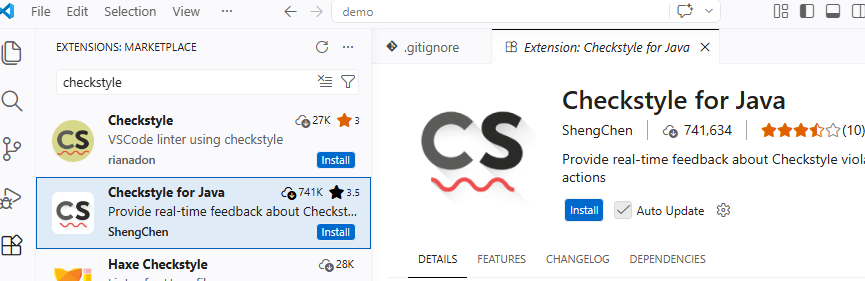 File Edit Selection View ··· demo
EXTENSIONS: MARKETPLACE
checkstyle
Checkstyle 27K 3
VSCode linter using checkstyle
rianadon Install
Checkstyle for Java 741K 3.5
Provide real-time feedback about Checkst...
ShengChen Install
Haxe Checkstyle 28K
.gitignore Extension: Checkstyle for Java
CS
Checkstyle for Java
ShengChen 741,634 (10)
Provide real-time feedback about Checkstyle viola
actions
Install Auto Update
DETAILS FEATURES CHANGELOG DEPENDENCIES